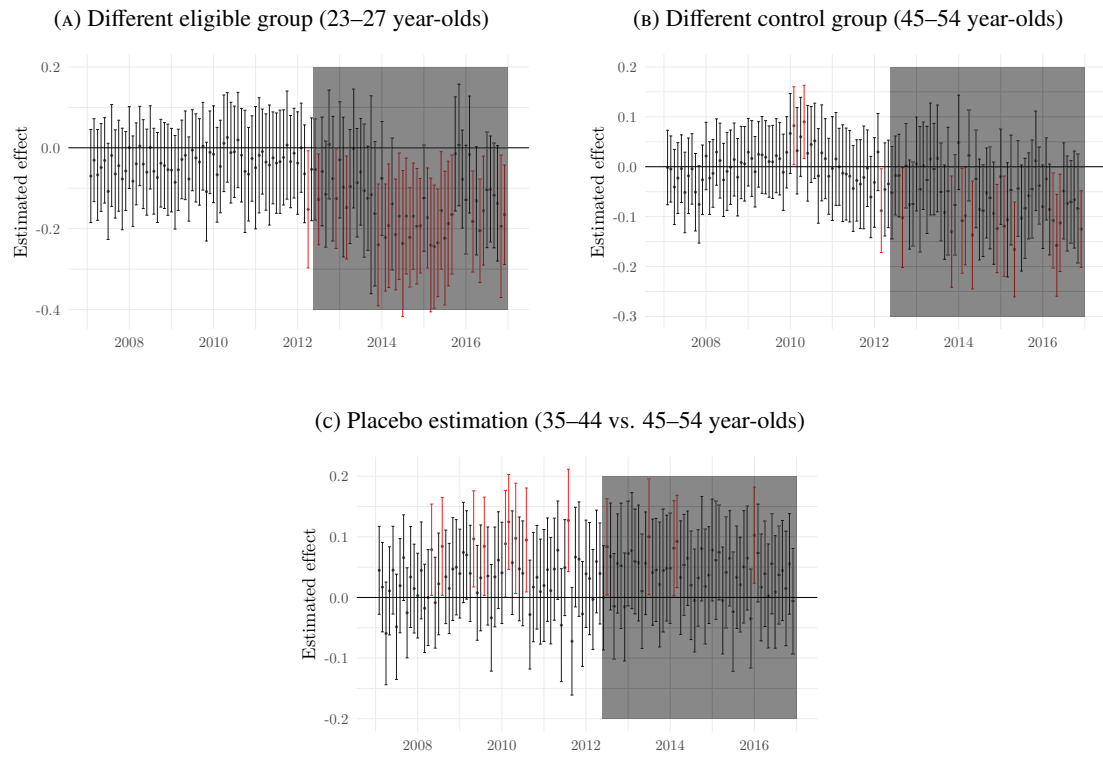 (A) Different eligible group (23–27 year-olds)
0.2
0.0
-0.2
-0.4
Estimated effect
2008 2010 2012 2014 2016
(B) Different control group (45–54 year-olds)
0.2
0.1
0.0
-0.1
-0.2
-0.3
Estimated effect
2008 2010 2012 2014 2016
(C) Placebo estimation (35–44 vs. 45–54 year-olds)
0.2
0.1
0.0
-0.1
-0.2
Estimated effect
2008 2010 2012 2014 2016